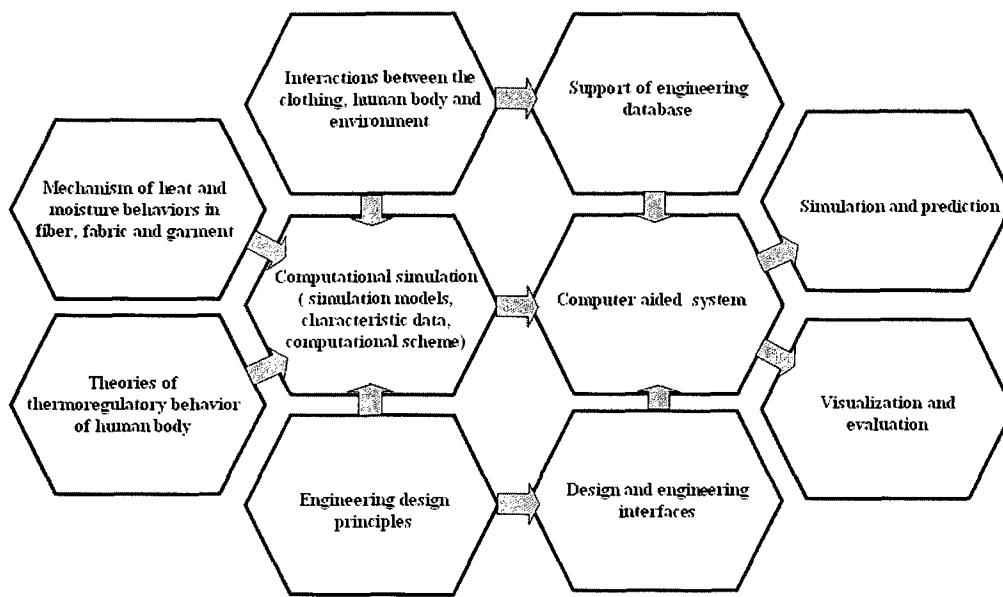 Interactions between the
clothing, human body and
environment
Support of engineering
database
Mechanism of heat and
moisture behaviors in
fiber, fabric and garment
Simulation and prediction
Computational simulation
( simulation models,
characteristic data,
computational scheme)
Computer aided system
Theories of
thermoregulatory behavior
of human body
Visualization and
evaluation
Engineering design
principles
Design and engineering
interfaces